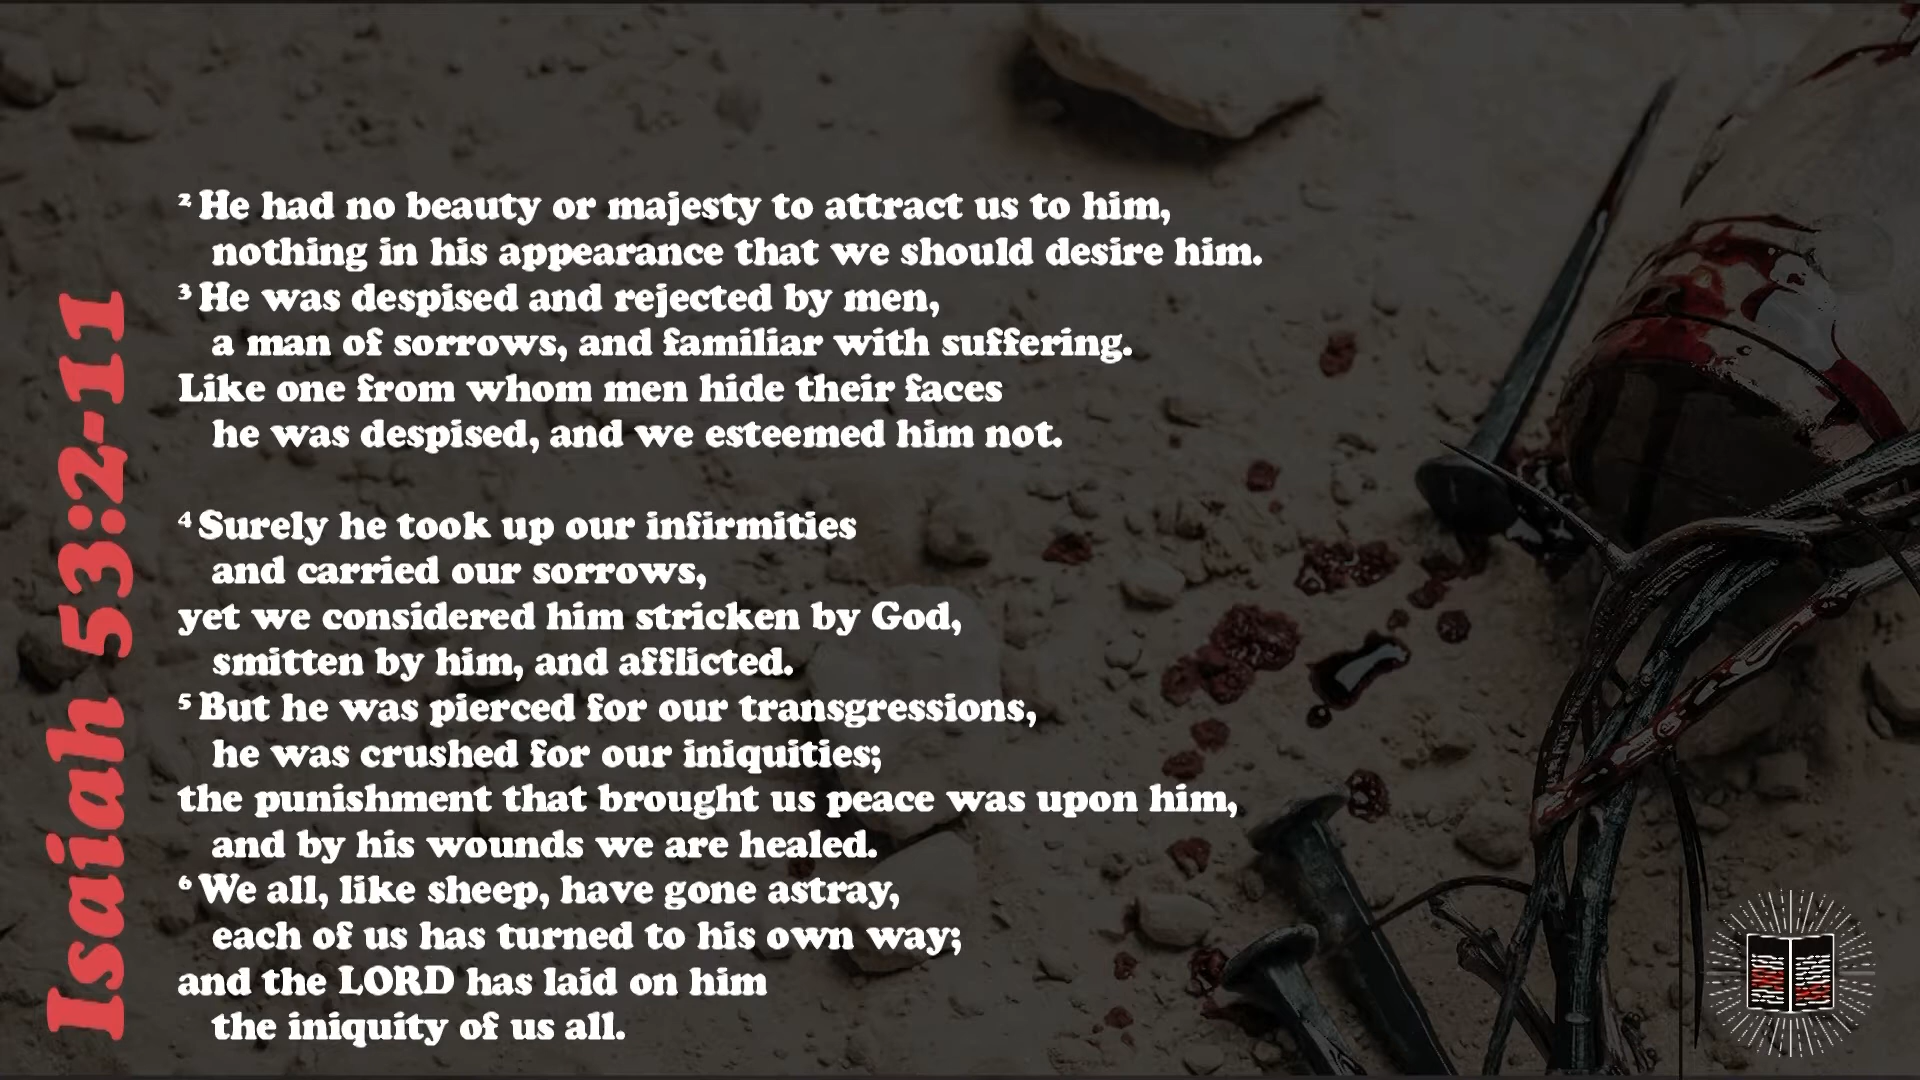 Isaiah 53:2-11
² He had no beauty or majesty to attract us to him,
nothing in his appearance that we should desire him.
³ He was despised and rejected by men,
a man of sorrows, and familiar with suffering.
Like one from whom men hide their faces
he was despised, and we esteemed him not.
⁴ Surely he took up our infirmities
and carried our sorrows,
yet we considered him stricken by God,
smitten by him, and afflicted.
⁵ But he was pierced for our transgressions,
he was crushed for our iniquities;
the punishment that brought us peace was upon him,
and by his wounds we are healed.
⁶ We all, like sheep, have gone astray,
each of us has turned to his own way;
and the LORD has laid on him
the iniquity of us all.